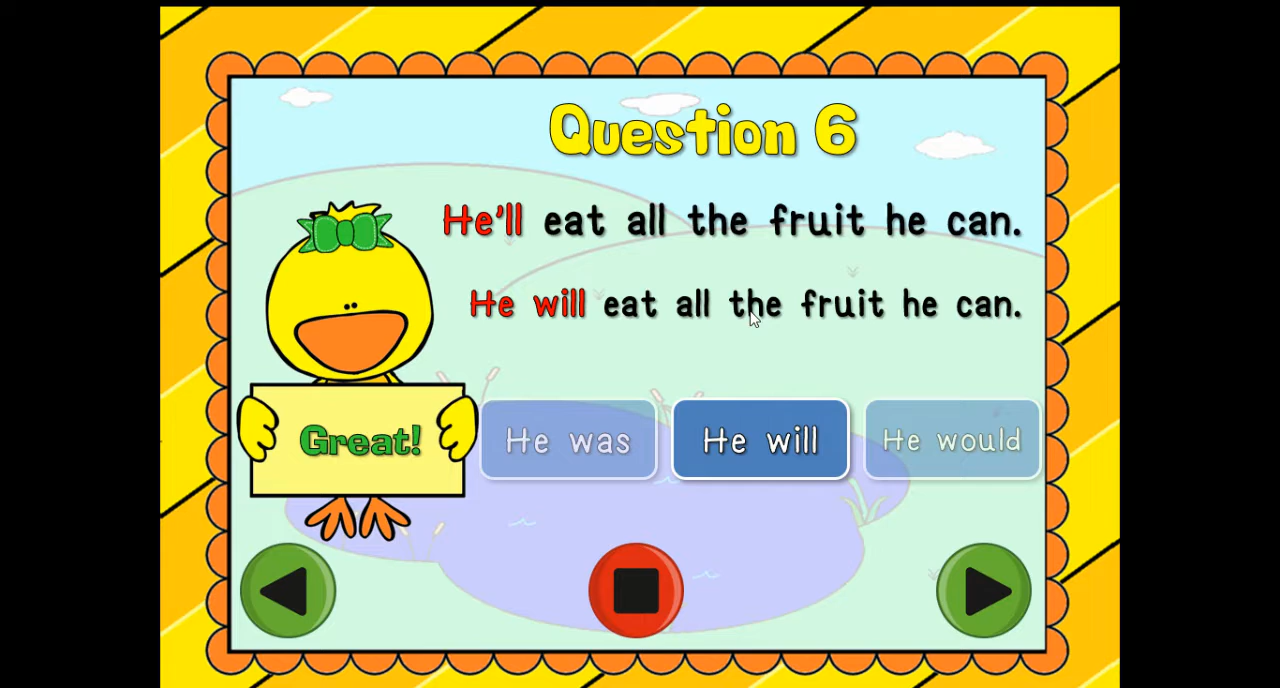 Question 6
He'll eat all the fruit he can.
He will eat all the fruit he can.
Great!
He was
He will
He would